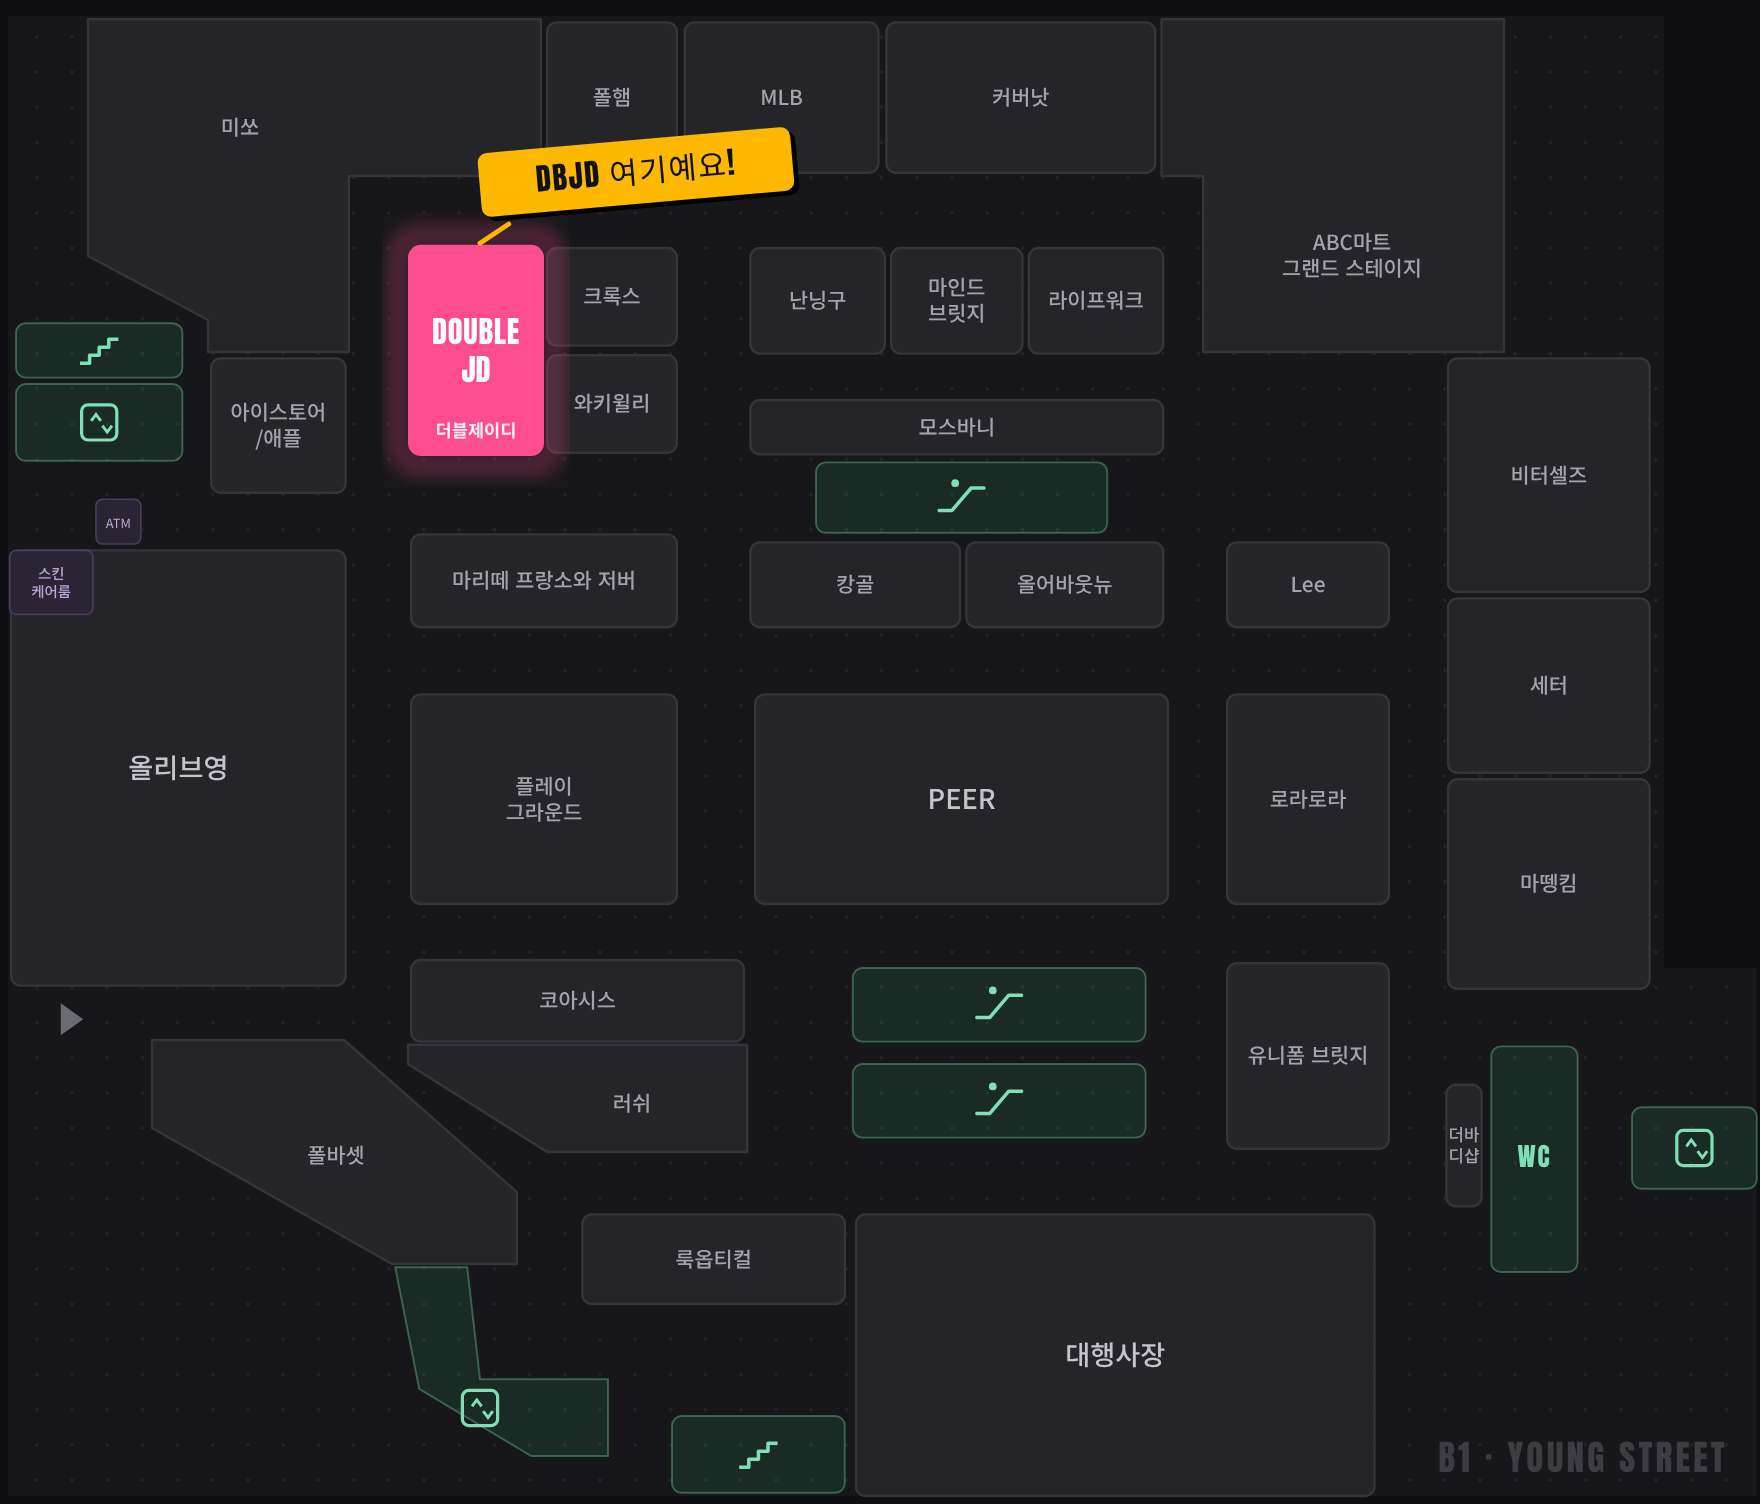 미쏘
폴햄
MLB
커버낫
DBJD 여기예요!
ABC마트
그랜드 스테이지
DOUBLE
JD
더블제이디
크록스
와키윌리
난닝구
마인드
브릿지
라이프워크
모스바니
아이스토어
/애플
비터셀즈
ATM
스킨
케어룸
마리떼 프랑소와 저버
캉골
올어바웃뉴
Lee
세터
올리브영
플레이
그라운드
PEER
로라로라
마뗑킴
코아시스
러쉬
유니폼 브릿지
폴바셋
더바
디샵
WC
룩옵티컬
대행사장
B1 · YOUNG STREET